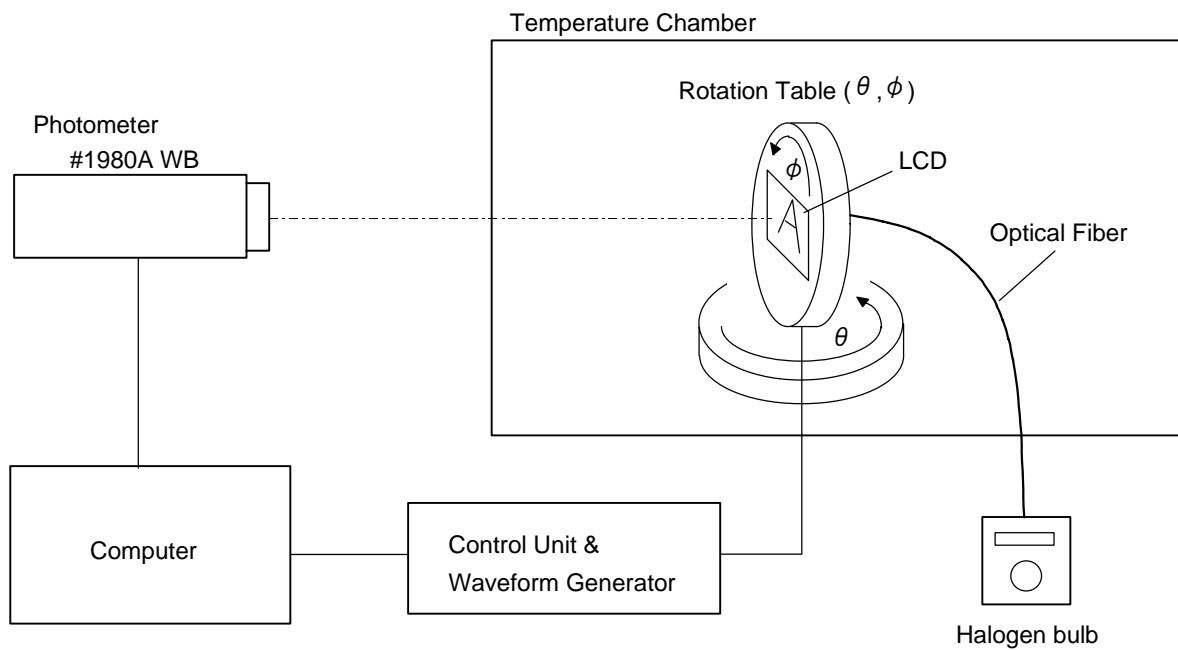 Temperature Chamber
Rotation Table ( θ , φ )
Photometer
#1980A WB
φ
LCD
A
Optical Fiber
θ
Computer
Control Unit &
Waveform Generator
Halogen bulb